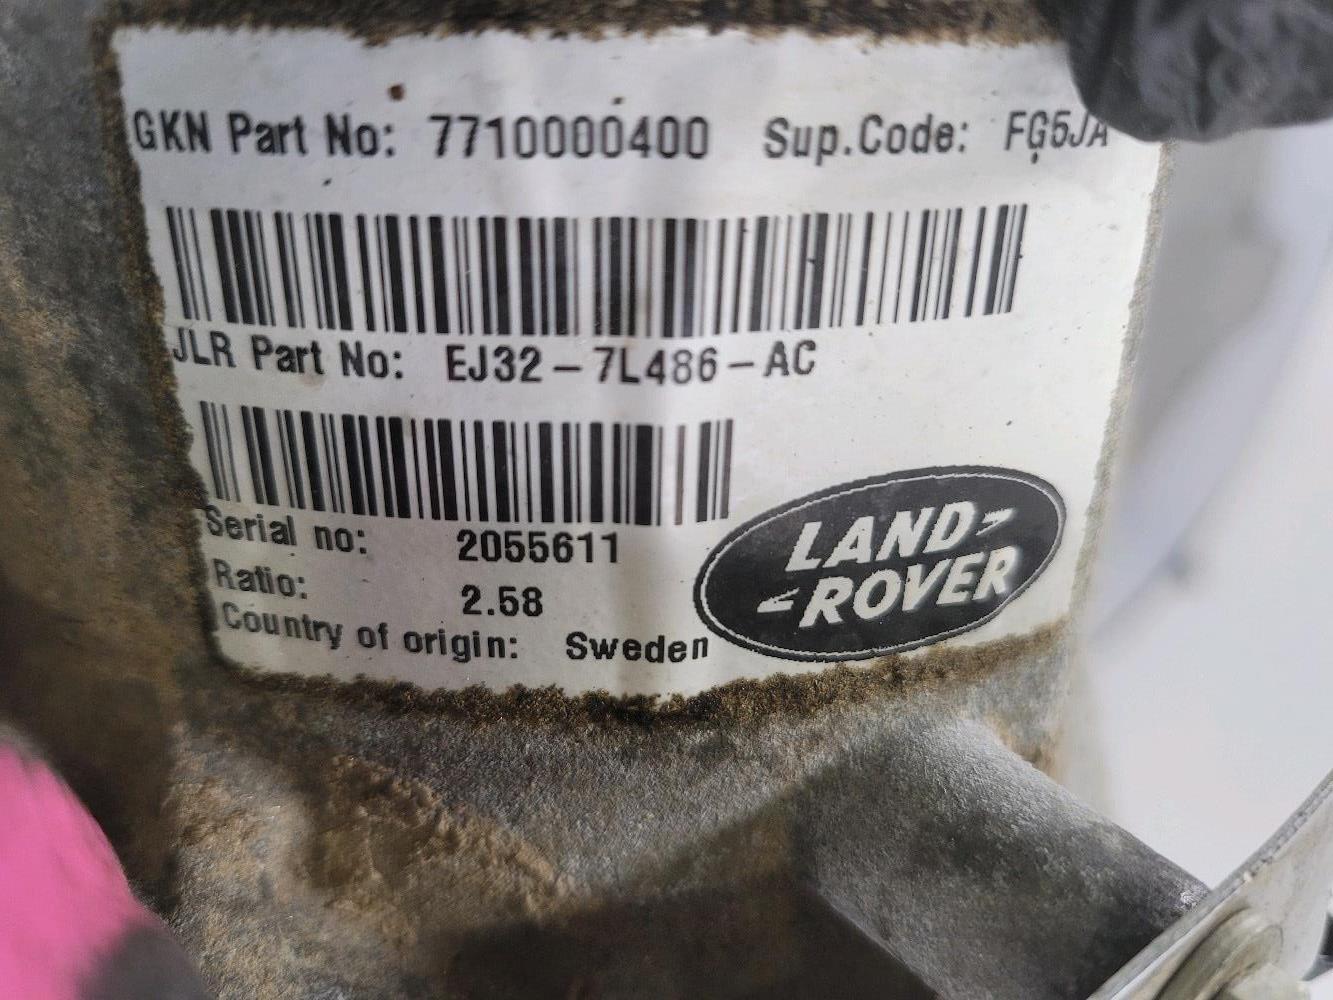 GKN Part No: 7710000400 Sup.Code: FG5JA
JLR Part No: EJ32-7L486-AC
Serial no: 2055611
Ratio: 2.58
Country of origin: Sweden
LAND
ROVER